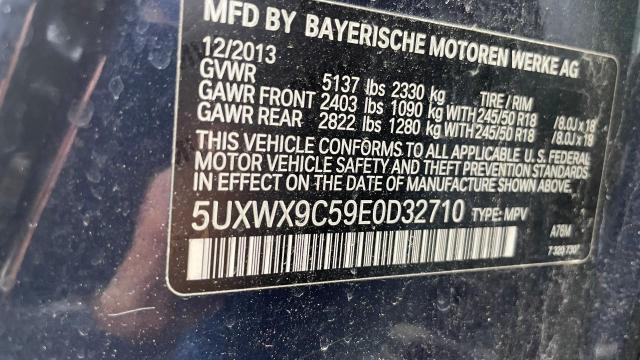 MFD BY BAYERISCHE MOTOREN WERKE AG
12/2013
GVWR 5137 lbs 2330 kg TIRE / RIM
GAWR FRONT 2403 lbs 1090 kg WITH 245/50 R18 / 8.0J x 18
GAWR REAR 2822 lbs 1280 kg WITH 245/50 R18 / 8.0J x 18
THIS VEHICLE CONFORMS TO ALL APPLICABLE U.S. FEDERAL
MOTOR VEHICLE SAFETY AND THEFT PREVENTION STANDARDS
IN EFFECT ON THE DATE OF MANUFACTURE SHOWN ABOVE.
5UXWX9C59E0D32710 TYPE: MPV
A78M